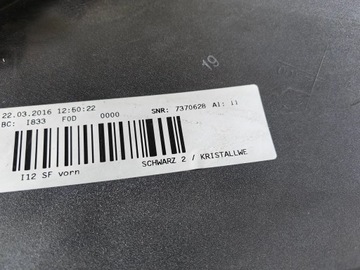 19
22.03.2016 12:50:22
BC: I833 F0D 0000 SNR: 7370628 AI: 11
I12 SF vorn SCHWARZ 2 / KRISTALLWE